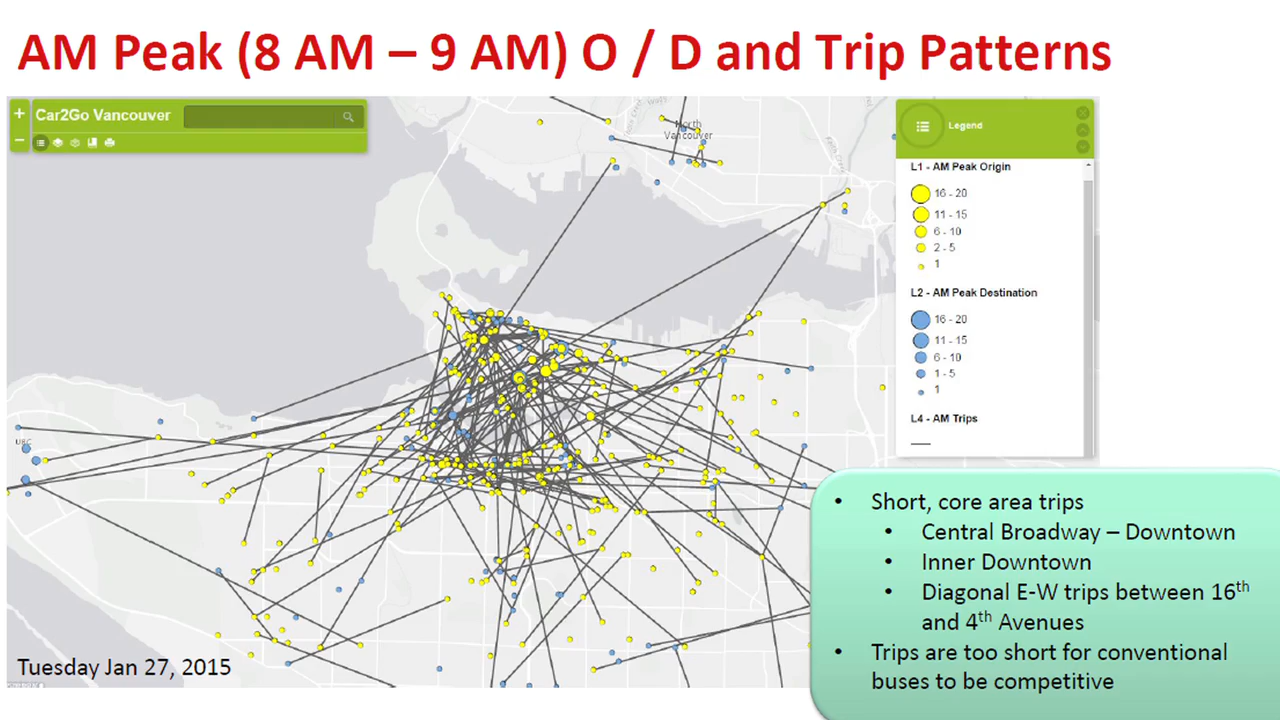 AM Peak (8 AM – 9 AM) O / D and Trip Patterns
+
Car2Go Vancouver
−
North
Vancouver
UBC
Legend
L1 - AM Peak Origin
16 - 20
11 - 15
6 - 10
2 - 5
1
L2 - AM Peak Destination
16 - 20
11 - 15
6 - 10
1 - 5
1
L4 - AM Trips
• Short, core area trips
• Central Broadway – Downtown
• Inner Downtown
• Diagonal E-W trips between 16th
and 4th Avenues
• Trips are too short for conventional
buses to be competitive
Tuesday Jan 27, 2015